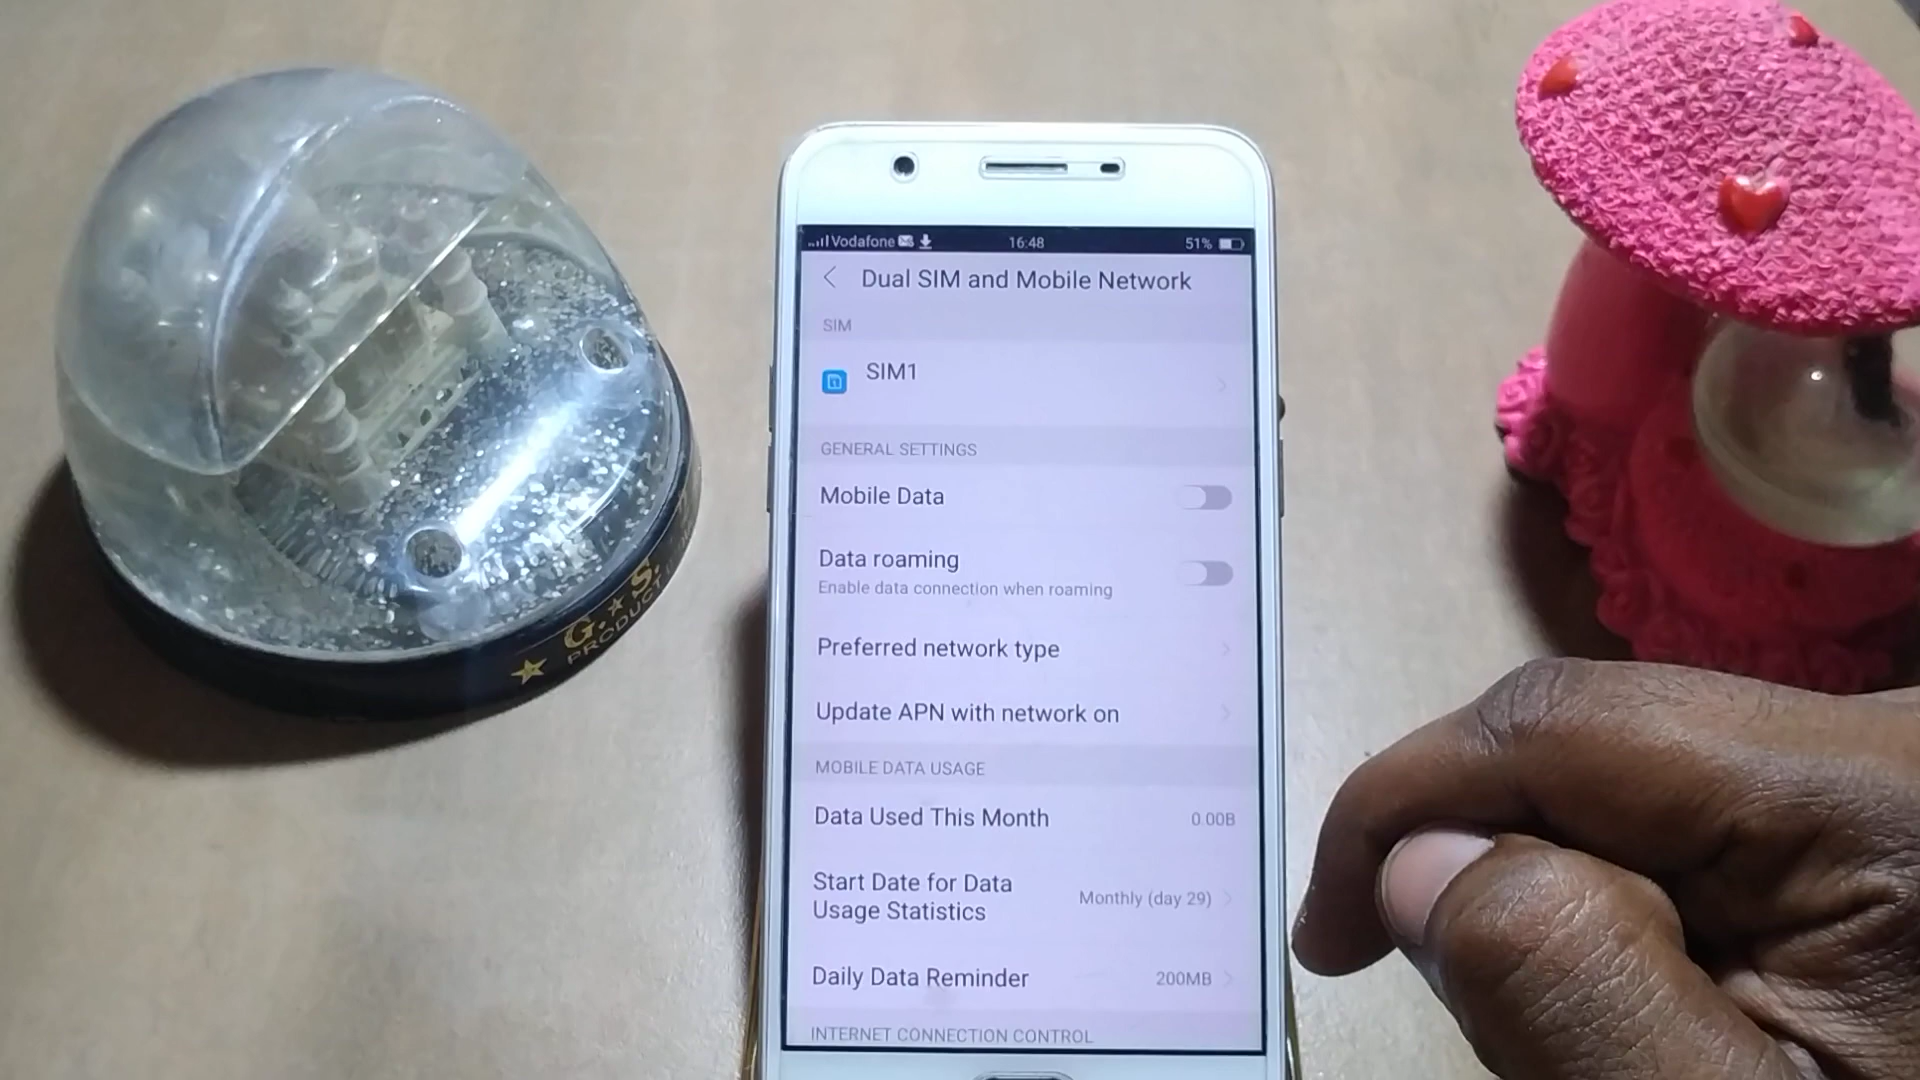 G.★S.
PRODUCT
Vodafone 16:48 51%
Dual SIM and Mobile Network
SIM
SIM1
GENERAL SETTINGS
Mobile Data
Data roaming
Enable data connection when roaming
Preferred network type
Update APN with network on
MOBILE DATA USAGE
Data Used This Month 0.00B
Start Date for Data
Usage Statistics
Monthly (day 29)
Daily Data Reminder 200MB
INTERNET CONNECTION CONTROL